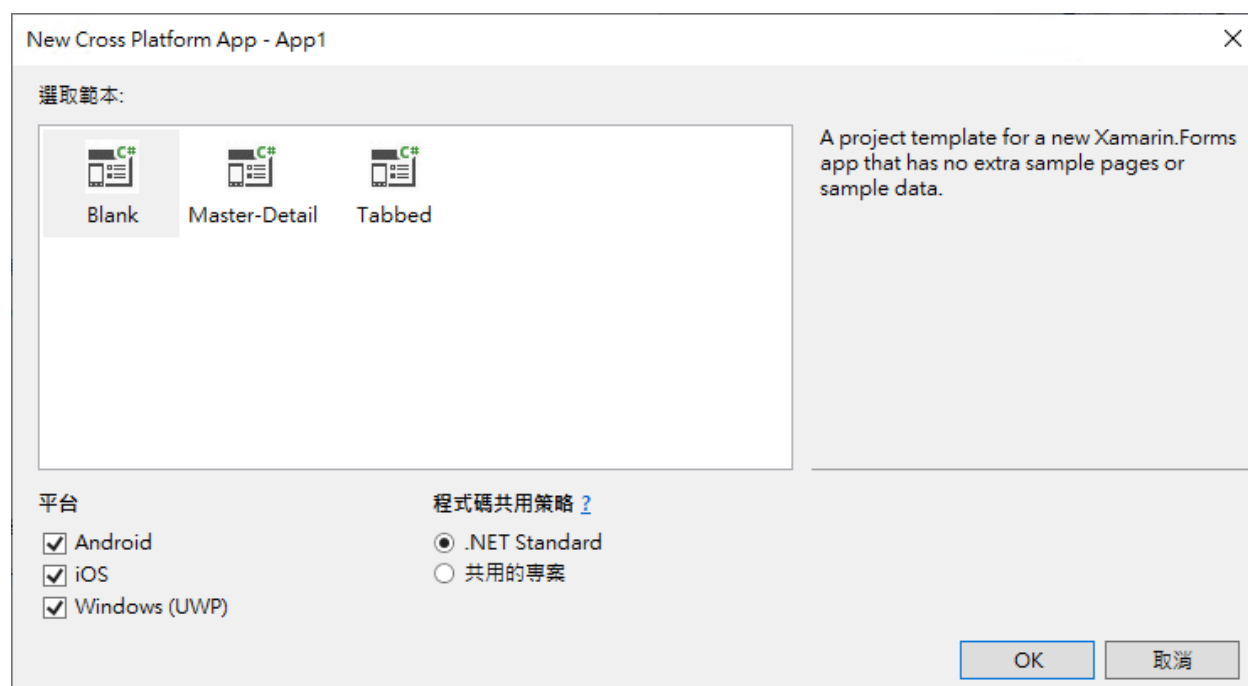 New Cross Platform App - App1
選取範本:
C# C# C#
Blank Master-Detail Tabbed
A project template for a new Xamarin.Forms
app that has no extra sample pages or
sample data.
平台
Android
iOS
Windows (UWP)
程式碼共用策略 ?
.NET Standard
共用的專案
OK 取消